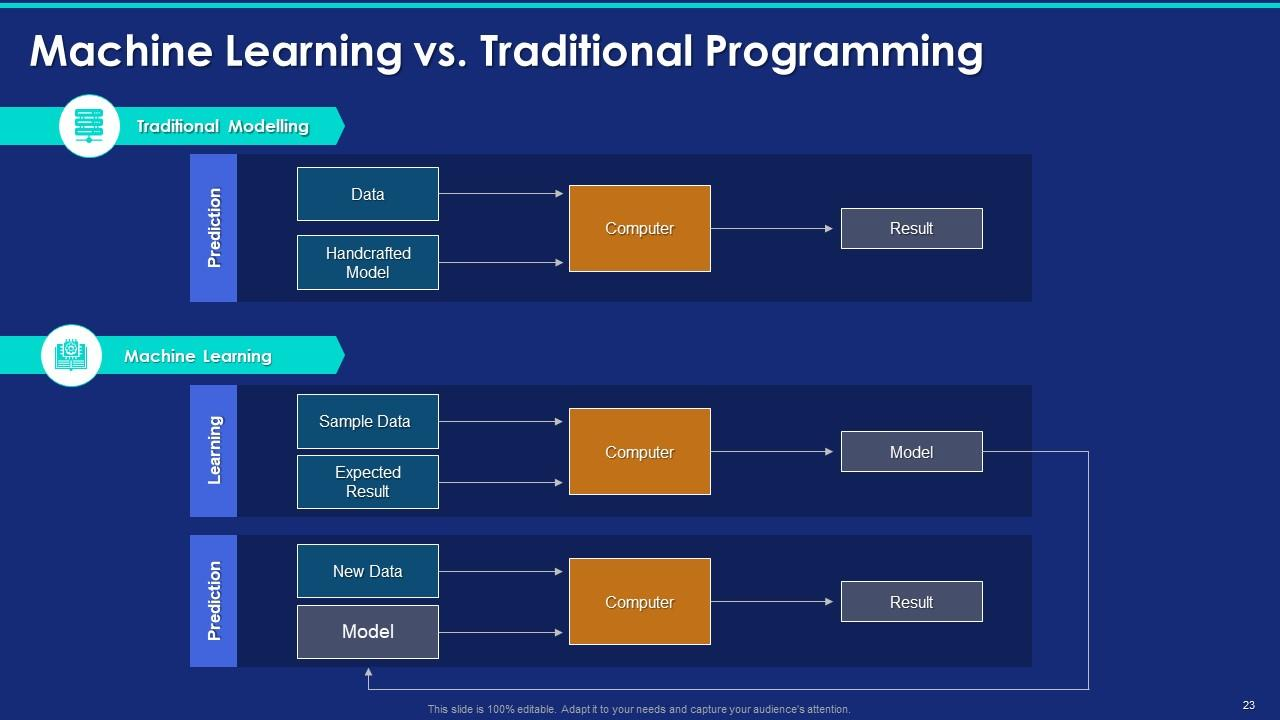 Machine Learning vs. Traditional Programming
Traditional Modelling
Prediction
Data
Handcrafted
Model
Computer
Result
Machine Learning
Learning
Sample Data
Expected
Result
Computer
Model
Prediction
New Data
Model
Computer
Result
This slide is 100% editable. Adapt it to your needs and capture your audience's attention.
23